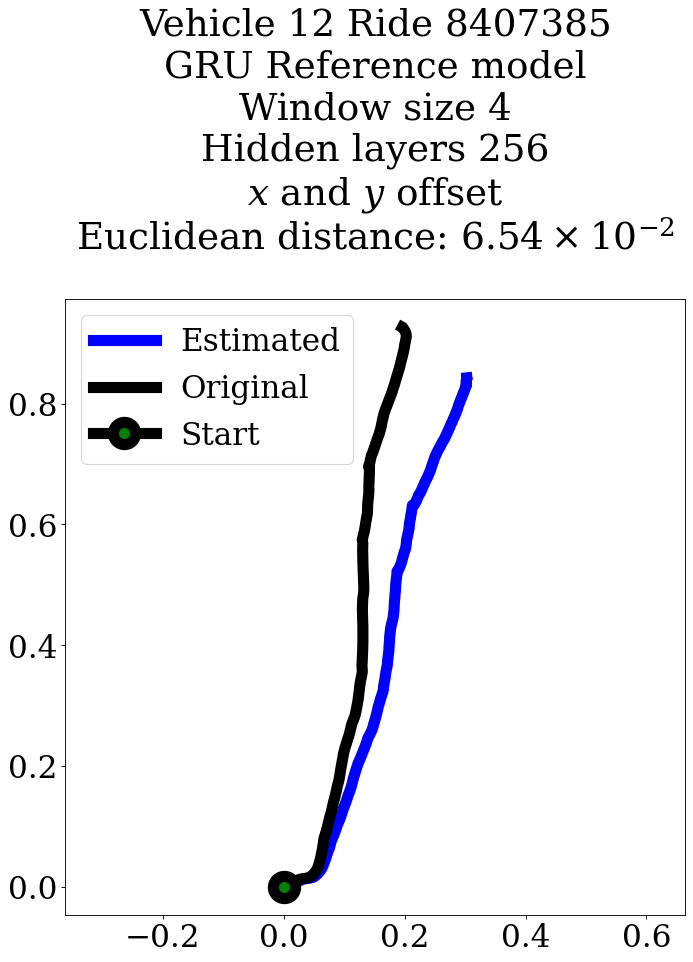 Vehicle 12 Ride 8407385
GRU Reference model
Window size 4
Hidden layers 256
x and y offset
Euclidean distance: 6.54 × 10⁻²
Estimated
Original
Start
0.8
0.6
0.4
0.2
0.0
−0.2 0.0 0.2 0.4 0.6